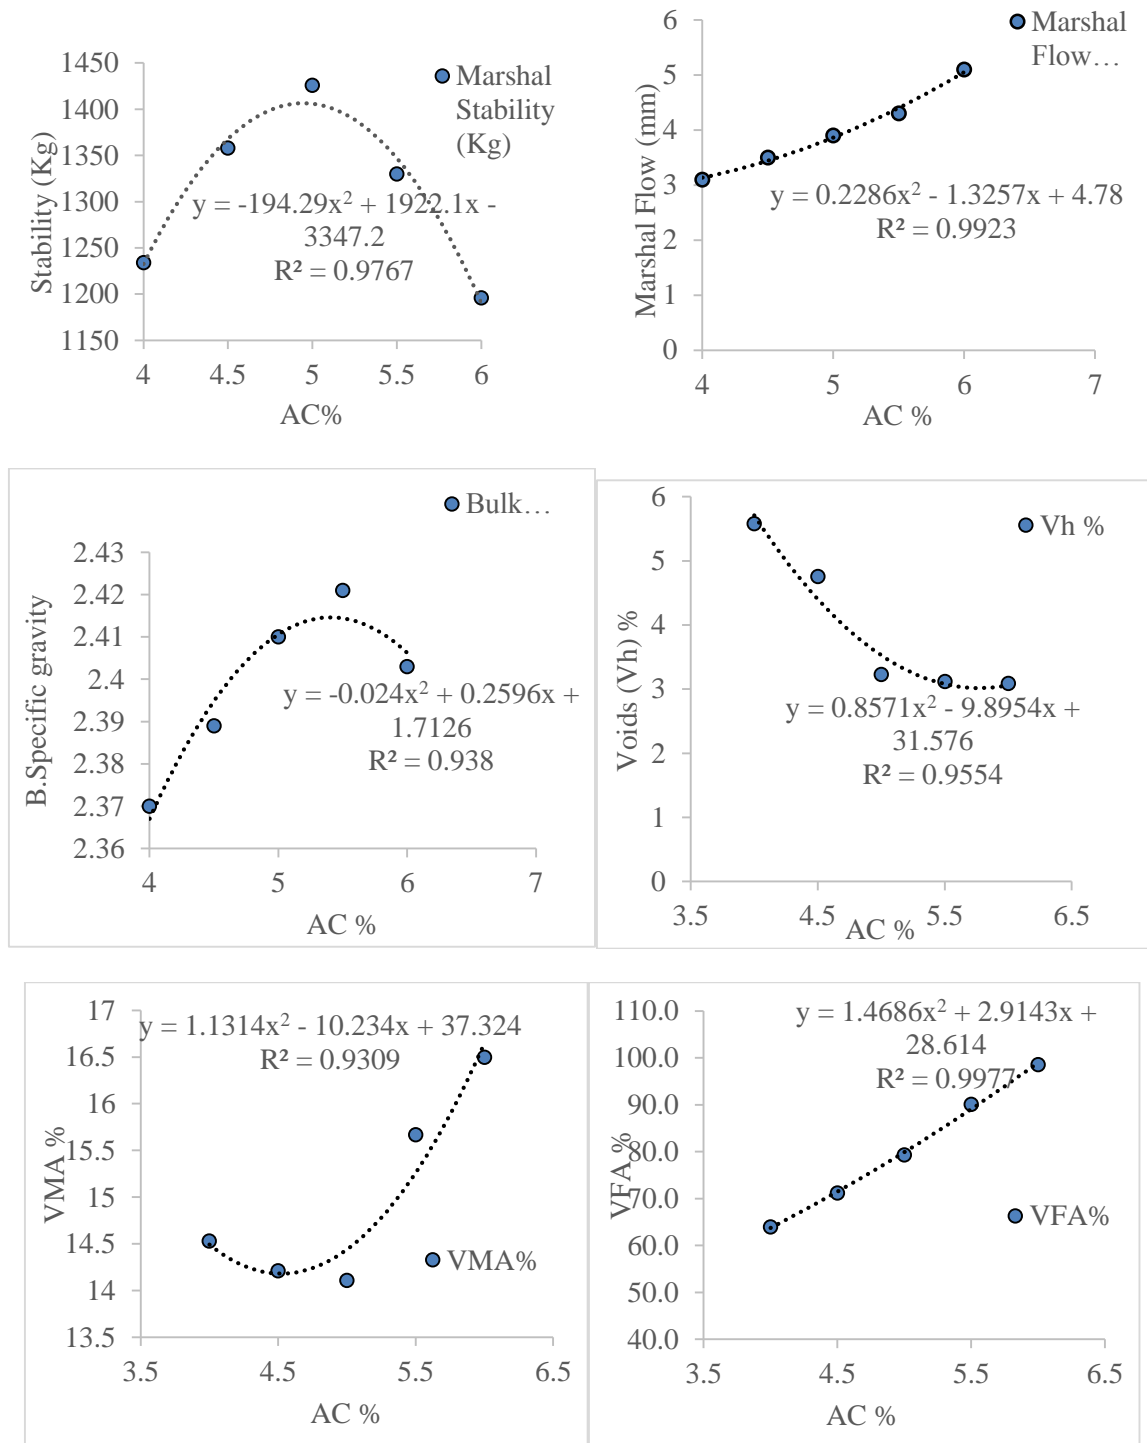 1450
1400
1350
1300
1250
1200
1150
4
4.5
5
5.5
6
Stability (Kg)
AC%
Marshal
Stability
(Kg)
y = -194.29x² + 1922.1x -
3347.2
R² = 0.9767
6
5
4
3
2
1
0
4
5
6
7
Marshal Flow (mm)
AC %
Marshal
Flow…
y = 0.2286x² - 1.3257x + 4.78
R² = 0.9923
Bulk…
2.43
2.42
2.41
2.4
2.39
2.38
2.37
2.36
4
5
6
7
B.Specific gravity
AC %
y = -0.024x² + 0.2596x +
1.7126
R² = 0.938
6
5
4
3
2
1
0
3.5
4.5
5.5
6.5
Voids (Vh) %
AC %
Vh %
y = 0.8571x² - 9.8954x +
31.576
R² = 0.9554
17
16.5
16
15.5
15
14.5
14
13.5
3.5
4.5
5.5
6.5
VMA %
AC %
y = 1.1314x² - 10.234x + 37.324
R² = 0.9309
VMA%
110.0
100.0
90.0
80.0
70.0
60.0
50.0
40.0
3.5
4.5
5.5
6.5
VFA %
AC %
y = 1.4686x² + 2.9143x +
28.614
R² = 0.9977
VFA%